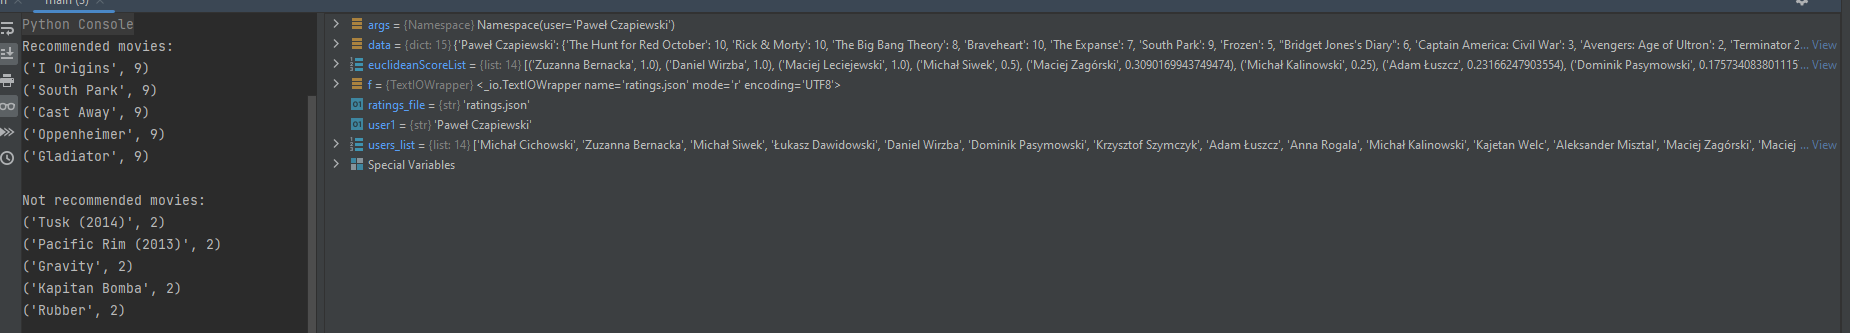 main (3)
Python Console
Recommended movies:
('I Origins', 9)
('South Park', 9)
('Cast Away', 9)
('Oppenheimer', 9)
('Gladiator', 9)
Not recommended movies:
('Tusk (2014)', 2)
('Pacific Rim (2013)', 2)
('Gravity', 2)
('Kapitan Bomba', 2)
('Rubber', 2)
args = {Namespace} Namespace(user='Paweł Czapiewski')
data = {dict: 15} {'Paweł Czapiewski': {'The Hunt for Red October': 10, 'Rick & Morty': 10, 'The Big Bang Theory': 8, 'Braveheart': 10, 'The Expanse': 7, 'South Park': 9, 'Frozen': 5, "Bridget Jones's Diary": 6, 'Captain America: Civil War': 3, 'Avengers: Age of Ultron': 2, 'Terminator 2... View
euclideanScoreList = {list: 14} [('Zuzanna Bernacka', 1.0), ('Daniel Wirzba', 1.0), ('Maciej Leciejewski', 1.0), ('Michał Siwek', 0.5), ('Maciej Zagórski', 0.3090169943749474), ('Michał Kalinowski', 0.25), ('Adam Łuszcz', 0.23166247903554), ('Dominik Pasymowski', 0.175734083801115... View
f = {TextIOWrapper} <_io.TextIOWrapper name='ratings.json' mode='r' encoding='UTF8'>
ratings_file = {str} 'ratings.json'
user1 = {str} 'Paweł Czapiewski'
users_list = {list: 14} ['Michał Cichowski', 'Zuzanna Bernacka', 'Michał Siwek', 'Łukasz Dawidowski', 'Daniel Wirzba', 'Dominik Pasymowski', 'Krzysztof Szymczyk', 'Adam Łuszcz', 'Anna Rogala', 'Michał Kalinowski', 'Kajetan Welc', 'Aleksander Misztal', 'Maciej Zagórski', 'Maciej ... View
Special Variables